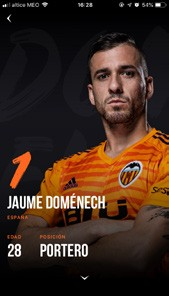 altice MEO
16:28
54%
1
JAUME DOMÉNECH
ESPAÑA
EDAD POSICIÓN
28 PORTERO